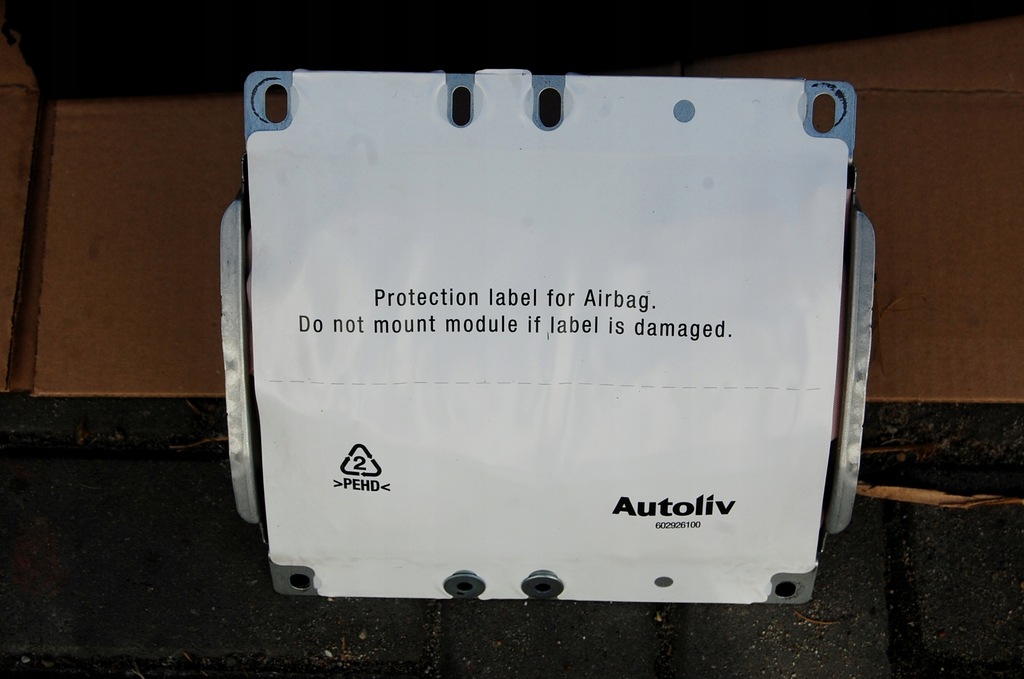 Protection label for Airbag.
Do not mount module if label is damaged.
2
>PEHD<
Autoliv
602926100